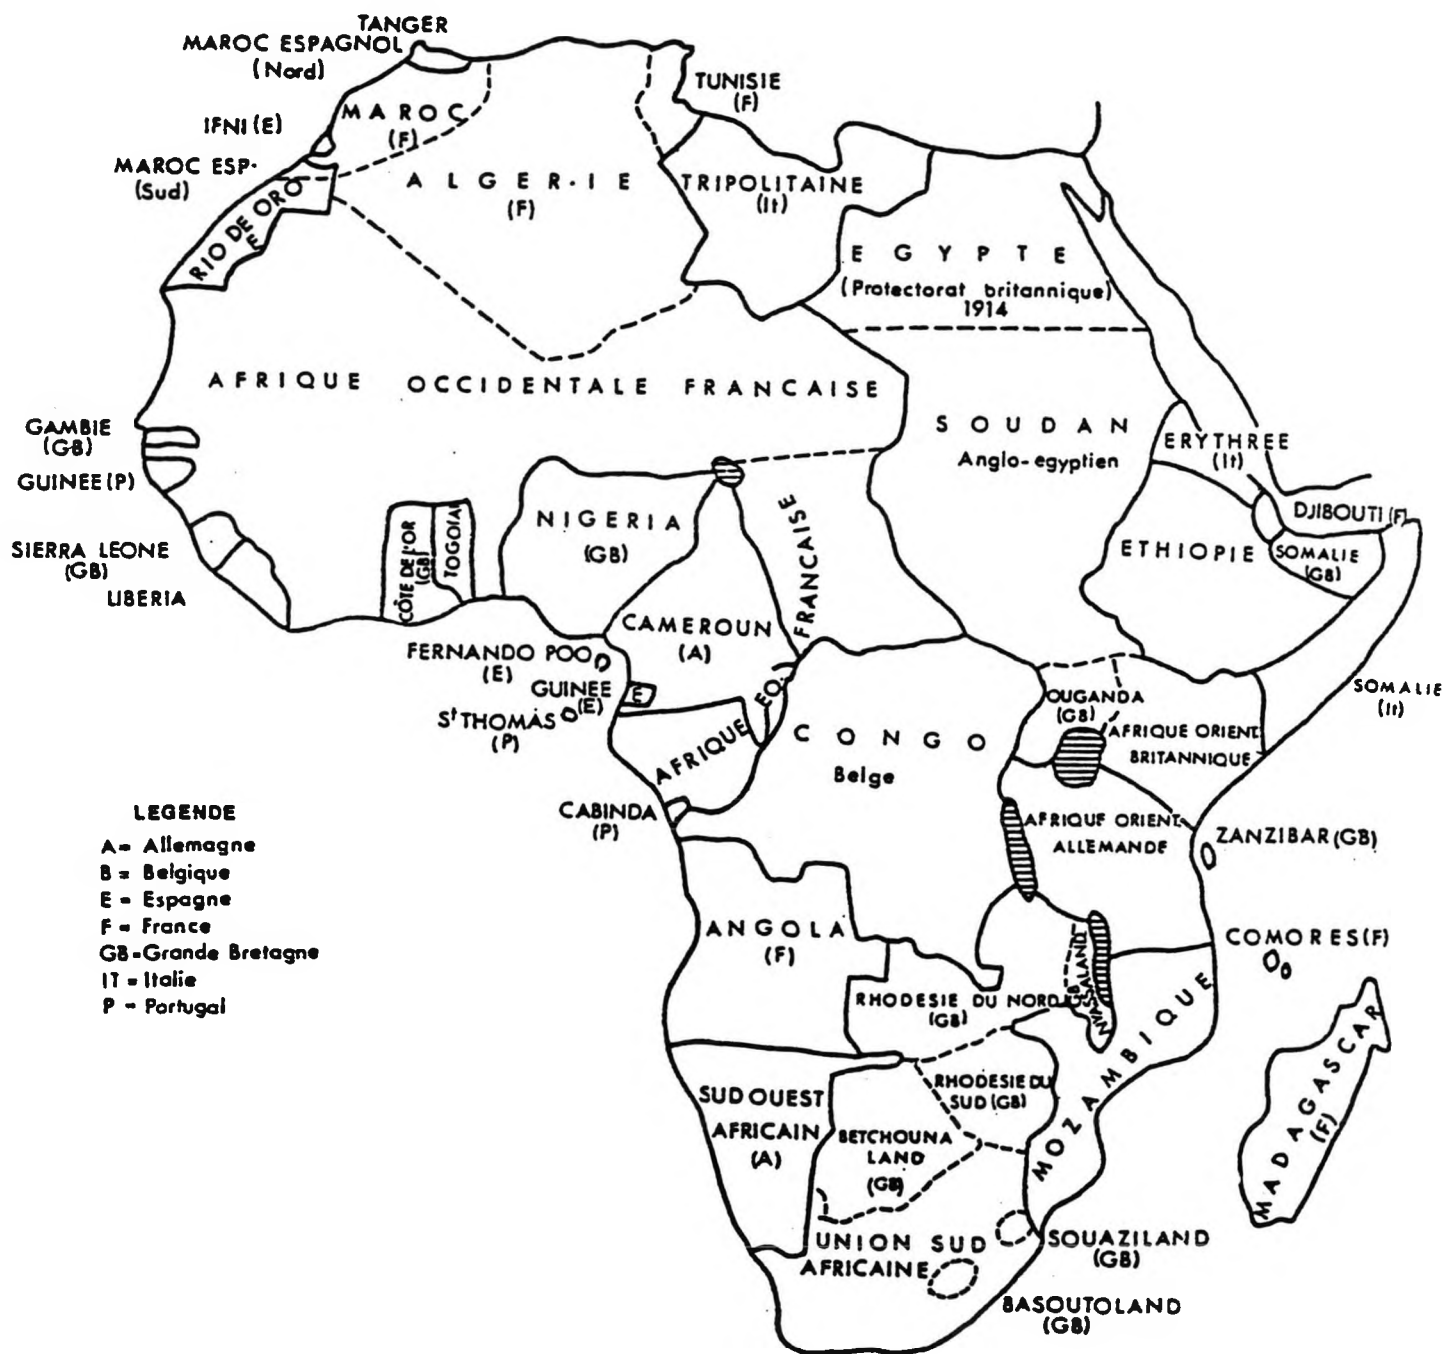 TANGER
MAROC ESPAGNOL
(Nord)
TUNISIE
(F)
IFNI (E)
MAROC
(F)
MAROC ESP.
(Sud)
ALGER.IE
(F)
TRIPOLITAINE
(It)
RIO DE ORO
E
EGYPTE
(Protectorat britannique)
1914
AFRIQUE OCCIDENTALE FRANCAISE
GAMBIE
(GB)
GUINEE (P)
SOUDAN
Anglo-egyptien
ERYTHREE
(It)
DJIBOUTI (F)
SIERRA LEONE
(GB)
LIBERIA
CÔTE DE L'OR
(GB)
NIGERIA
(GB)
ETHIOPIE
SOMALIE
(GB)
CAMEROUN
(A)
AFRIQUE EQ. FRANCAISE
FERNANDO POO
(E)
GUINEE
(E)
E
St THOMAS
(P)
OUGANDA
(GB)
SOMALIE
(It)
AFRIQUE ORIENT.
BRITANNIQUE
CONGO
Belge
CABINDA
(P)
AFRIQUE ORIENT.
ALLEMANDE
ZANZIBAR (GB)
LEGENDE
A = Allemagne
B = Belgique
E = Espagne
F = France
GB = Grande Bretagne
IT = Italie
P = Portugal
ANGOLA
(F)
COMORES (F)
RHODESIE DU NORD
(GB)
NYASSALAND
GB
MOZAMBIQUE
MADAGASCAR
(F)
SUD OUEST
AFRICAIN
(A)
RHODESIE DU
SUD (GB)
BETCHOUNA
LAND
(GB)
UNION SUD
AFRICAINE
SOUAZILAND
(GB)
BASOUTOLAND
(GB)